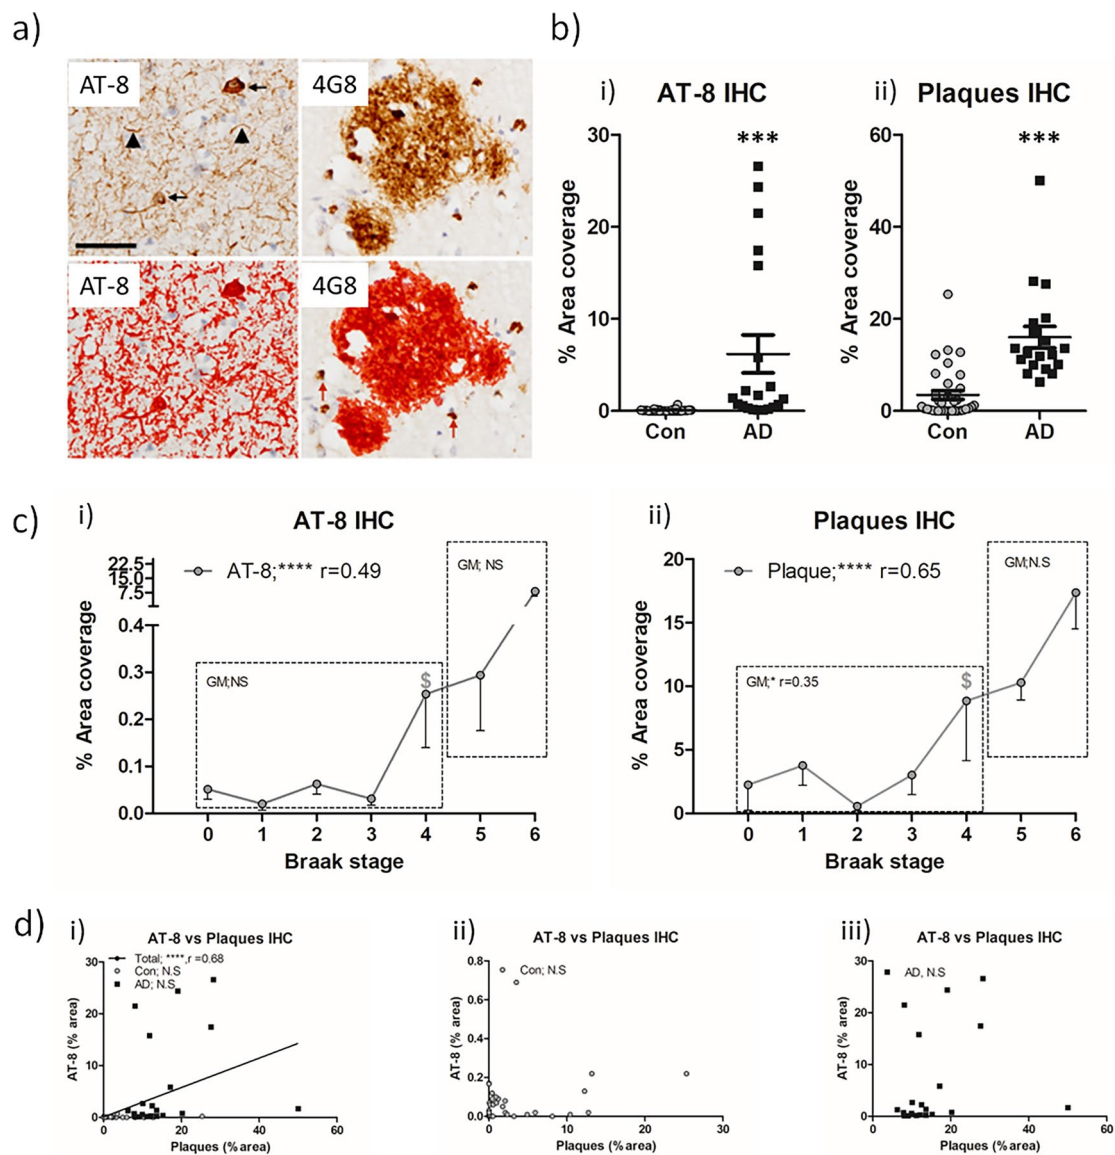 a)
AT-8
4G8
AT-8
4G8
b)
i) AT-8 IHC
% Area coverage
30
20
10
0
***
Con AD
ii) Plaques IHC
% Area coverage
60
40
20
0
***
Con AD
c)
i) AT-8 IHC
% Area coverage
22.5
15.0
7.5
0.4
0.3
0.2
0.1
0.0
AT-8;**** r=0.49
GM; NS
GM;NS
$
0 1 2 3 4 5 6
Braak stage
ii) Plaques IHC
% Area coverage
20
15
10
5
0
Plaque;**** r=0.65
GM;N.S
GM;* r=0.35
$
0 1 2 3 4 5 6
Braak stage
d)
i) AT-8 vs Plaques IHC
AT-8 (% area)
30
20
10
0
Total; ****,r =0.68
Con; N.S
AD; N.S
0 20 40 60
Plaques (% area)
ii) AT-8 vs Plaques IHC
AT-8 (% area)
0.8
0.6
0.4
0.2
0.0
Con; N.S
0 10 20 30
Plaques (% area)
iii) AT-8 vs Plaques IHC
AT-8 (% area)
30
20
10
0
AD, N.S
0 20 40 60
Plaques (% area)